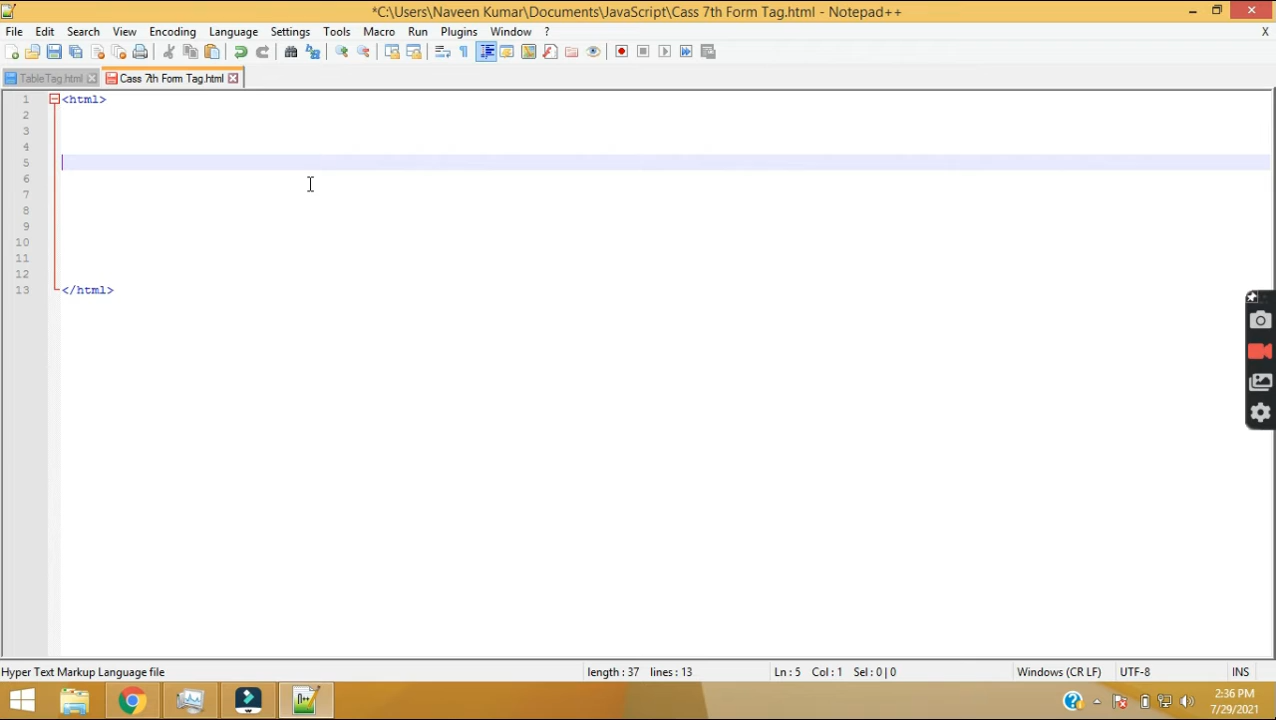 *C:\Users\Naveen Kumar\Documents\JavaScript\Cass 7th Form Tag.html - Notepad++
File Edit Search View Encoding Language Settings Tools Macro Run Plugins Window ? X
TableTag.html Cass 7th Form Tag.html
1 <html>
2
3
4
5
6
7
8
9
10
11
12
13 </html>
Hyper Text Markup Language file length : 37 lines : 13 Ln : 5 Col : 1 Sel : 0 | 0 Windows (CR LF) UTF-8 INS
2:36 PM
7/29/2021